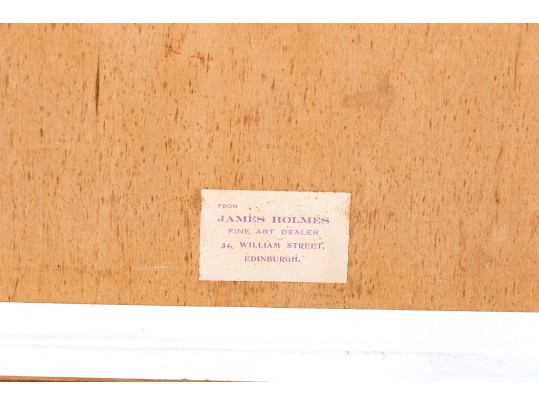 FROM
JAMES HOLMES
FINE ART DEALER
34, WILLIAM STREET,
EDINBURGH.